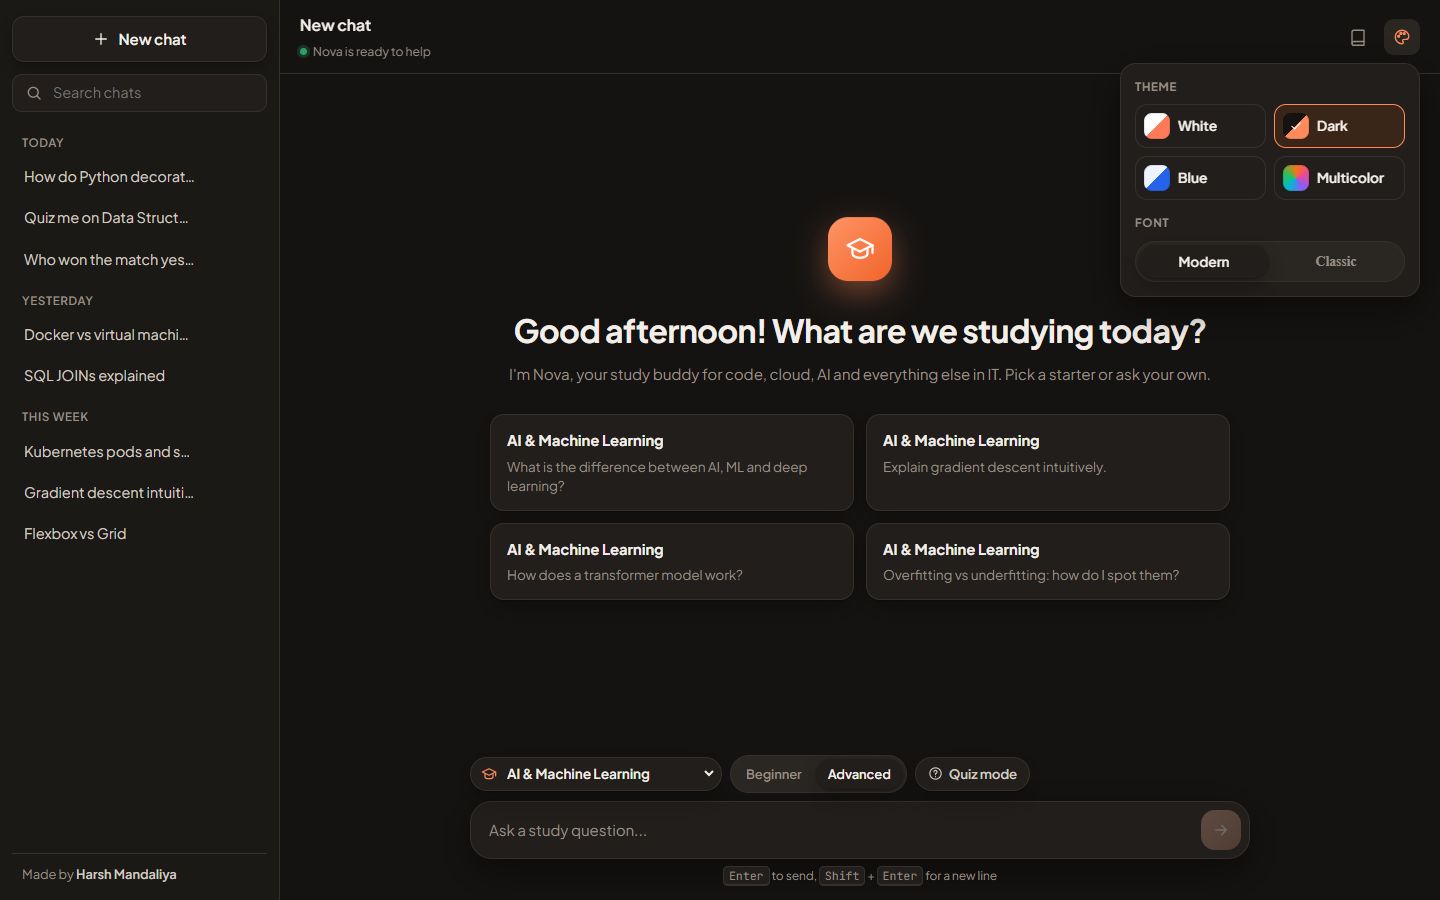 New chat
Search chats
TODAY
How do Python decorat...
Quiz me on Data Struct...
Who won the match yes...
YESTERDAY
Docker vs virtual machi...
SQL JOINs explained
THIS WEEK
Kubernetes pods and s...
Gradient descent intuiti...
Flexbox vs Grid
Made by Harsh Mandaliya
New chat
Nova is ready to help
THEME
White
Dark
Blue
Multicolor
FONT
Modern
Classic
Good afternoon! What are we studying today?
I'm Nova, your study buddy for code, cloud, AI and everything else in IT. Pick a starter or ask your own.
AI & Machine Learning
What is the difference between AI, ML and deep
learning?
AI & Machine Learning
Explain gradient descent intuitively.
AI & Machine Learning
How does a transformer model work?
AI & Machine Learning
Overfitting vs underfitting: how do I spot them?
AI & Machine Learning
Beginner
Advanced
Quiz mode
Ask a study question...
Enter to send, Shift + Enter for a new line